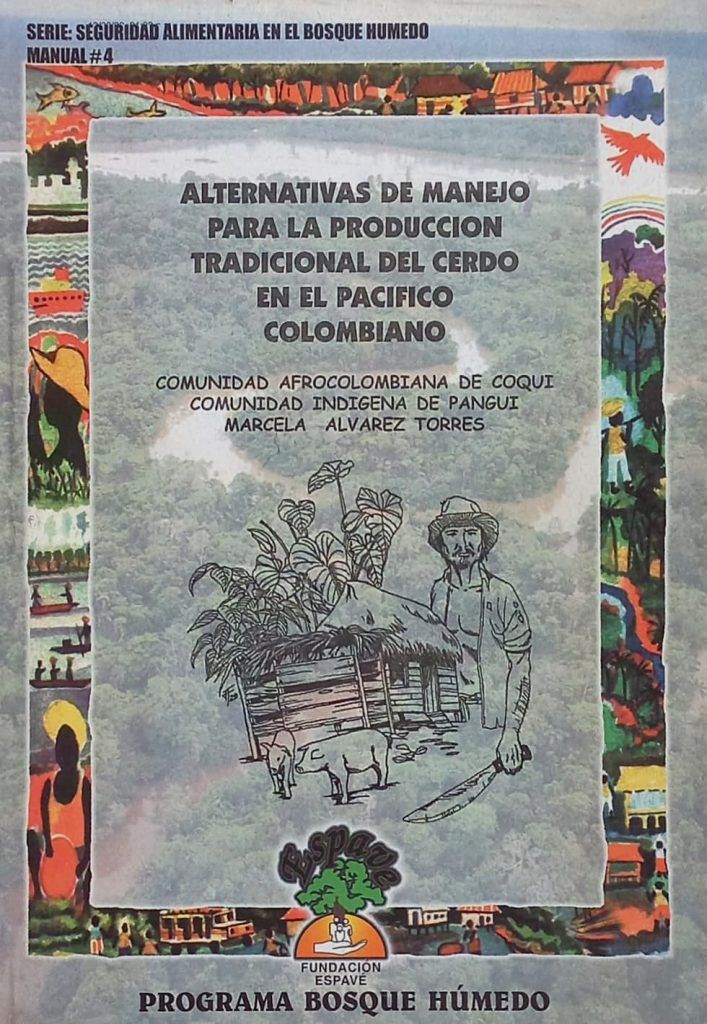 SERIE: SEGURIDAD ALIMENTARIA EN EL BOSQUE HUMEDO
MANUAL #4
ALTERNATIVAS DE MANEJO
PARA LA PRODUCCION
TRADICIONAL DEL CERDO
EN EL PACIFICO
COLOMBIANO
COMUNIDAD AFROCOLOMBIANA DE COQUI
COMUNIDAD INDIGENA DE PANGUI
MARCELA ALVAREZ TORRES
Espavé
FUNDACIÓN
ESPAVÉ
PROGRAMA BOSQUE HÚMEDO